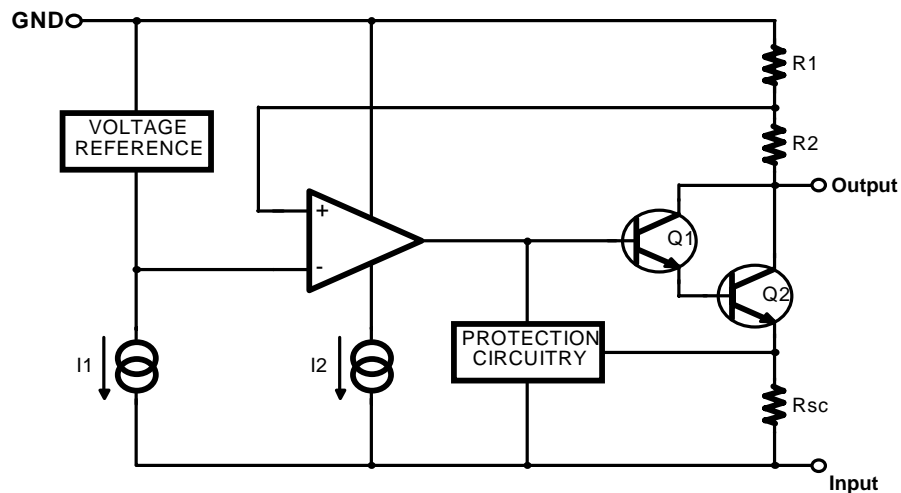 GND
R1
VOLTAGE
REFERENCE
R2
Output
+
Q1
-
Q2
PROTECTION
CIRCUITRY
I1
I2
Rsc
Input